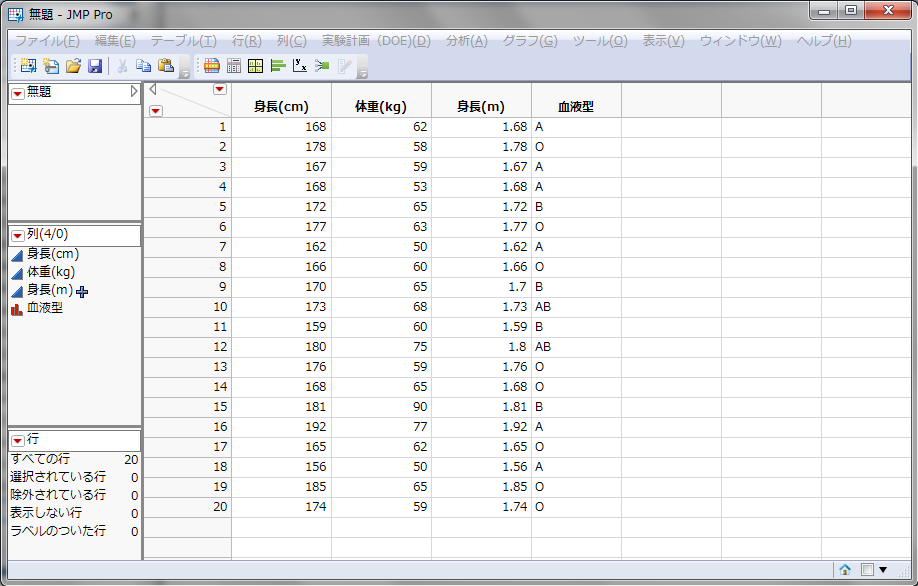 無題 - JMP Pro
ファイル(F) 編集(E) テーブル(T) 行(R) 列(C) 実験計画 (DOE)(D) 分析(A) グラフ(G) ツール(O) 表示(V) ウィンドウ(W) ヘルプ(H)
無題
列(4/0)
身長(cm)
体重(kg)
身長(m)
血液型
行
すべての行 20
選択されている行 0
除外されている行 0
表示しない行 0
ラベルのついた行 0
身長(cm) 体重(kg) 身長(m) 血液型
1 168 62 1.68 A
2 178 58 1.78 O
3 167 59 1.67 A
4 168 53 1.68 A
5 172 65 1.72 B
6 177 63 1.77 O
7 162 50 1.62 A
8 166 60 1.66 O
9 170 65 1.7 B
10 173 68 1.73 AB
11 159 60 1.59 B
12 180 75 1.8 AB
13 176 59 1.76 O
14 168 65 1.68 O
15 181 90 1.81 B
16 192 77 1.92 A
17 165 62 1.65 O
18 156 50 1.56 A
19 185 65 1.85 O
20 174 59 1.74 O